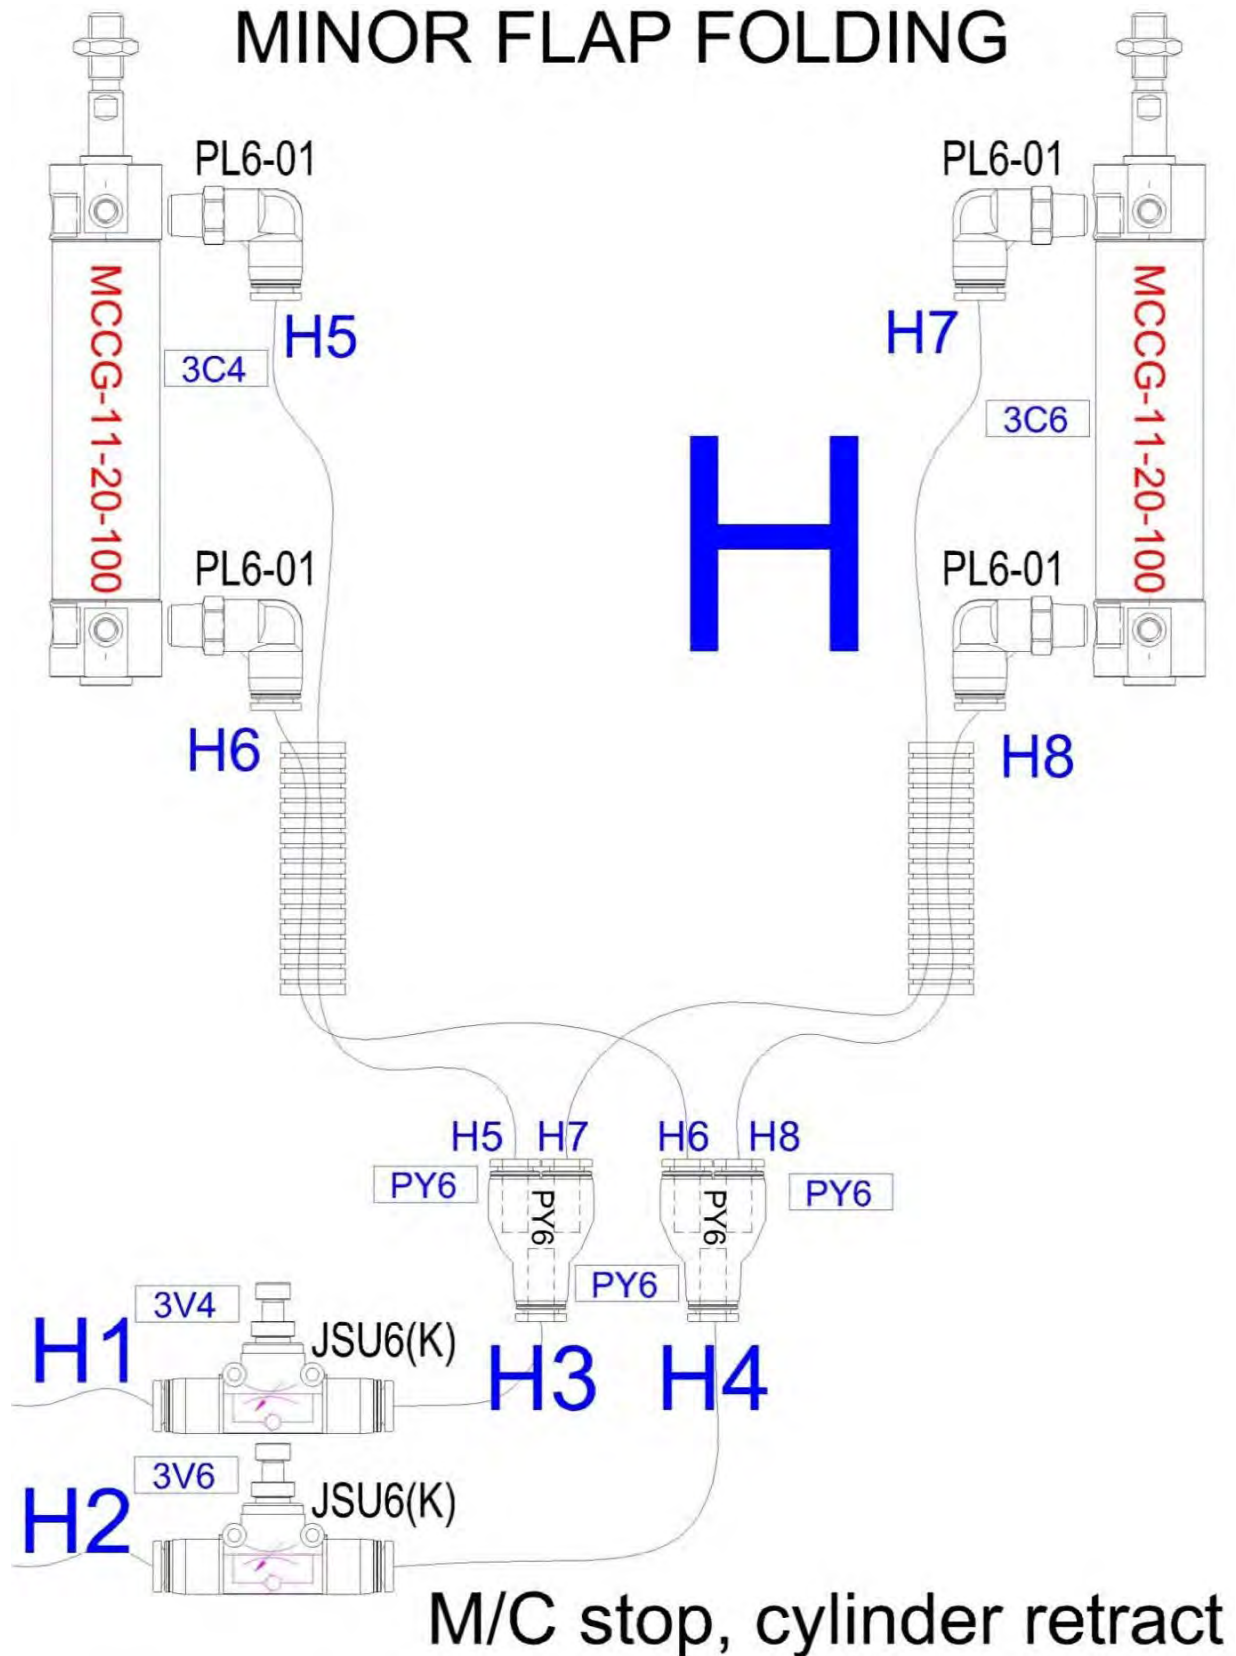 MINOR FLAP FOLDING
PL6-01
PL6-01
MCCG-11-20-100
MCCG-11-20-100
H5
H7
3C4
3C6
H
PL6-01
PL6-01
H6
H8
H5 H7 H6 H8
PY6
PY6
PY6
PY6
PY6
3V4
H1
JSU6(K)
H3
H4
3V6
H2
JSU6(K)
M/C stop, cylinder retract